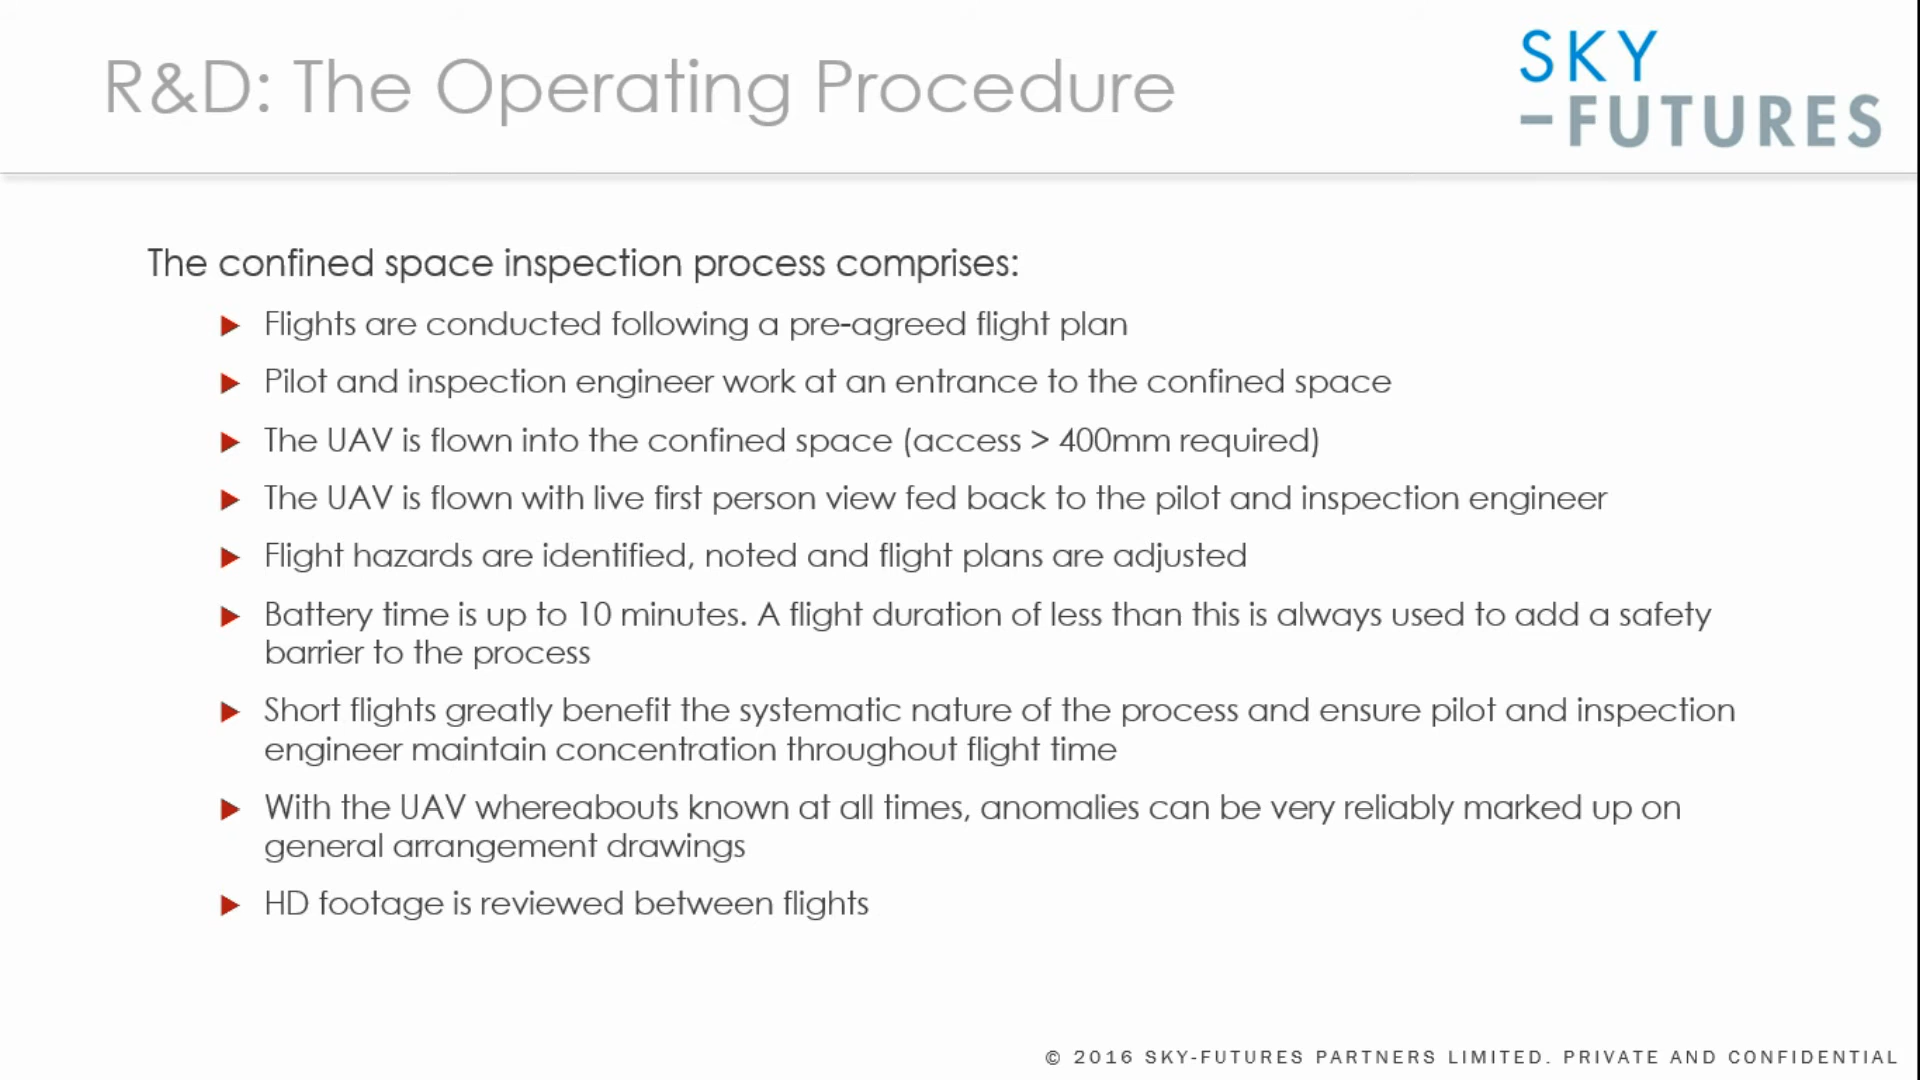 R&D: The Operating Procedure
SKY
-FUTURES
The confined space inspection process comprises:
Flights are conducted following a pre-agreed flight plan
Pilot and inspection engineer work at an entrance to the confined space
The UAV is flown into the confined space (access > 400mm required)
The UAV is flown with live first person view fed back to the pilot and inspection engineer
Flight hazards are identified, noted and flight plans are adjusted
Battery time is up to 10 minutes. A flight duration of less than this is always used to add a safety
barrier to the process
Short flights greatly benefit the systematic nature of the process and ensure pilot and inspection
engineer maintain concentration throughout flight time
With the UAV whereabouts known at all times, anomalies can be very reliably marked up on
general arrangement drawings
HD footage is reviewed between flights
© 2016 SKY-FUTURES PARTNERS LIMITED. PRIVATE AND CONFIDENTIAL